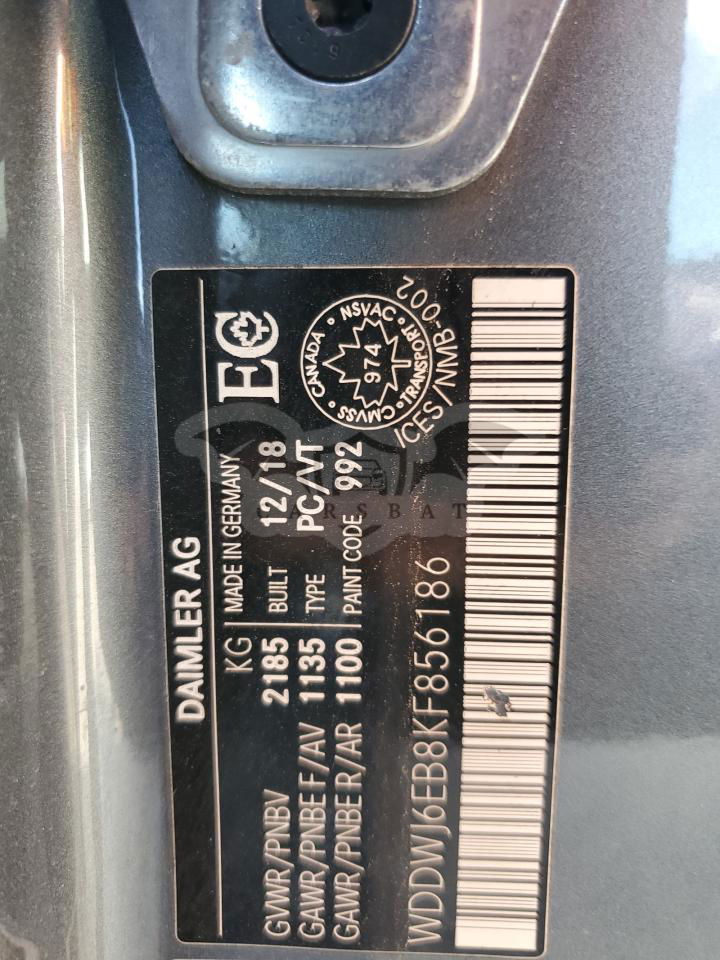 DAIMLER AG
KG MADE IN GERMANY
GVWR/PNBV 2185 BUILT 12/18
GAWR/PNBE F/AV 1135 TYPE PC/VT
GAWR/PNBE R/AR 1100 PAINT CODE 992
EC
CMVSS • CANADA • NSVAC • TRANSPORT •
974
ICES/NMB-002
WDDWJ6EB8KF856186
CARSBAT